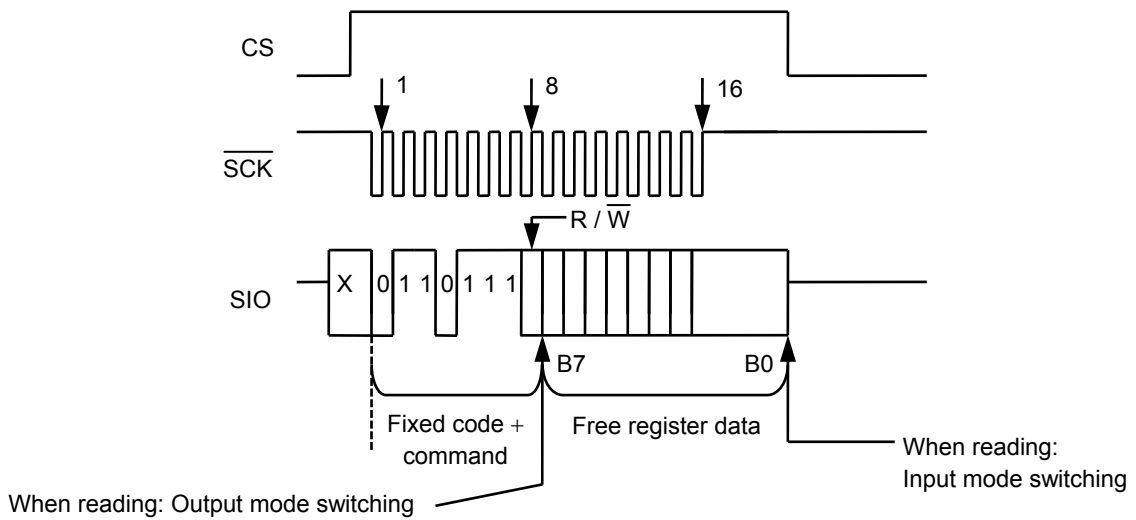 CS
1
8
16
SCK
R / W
X
0 1 1 0 1 1 1
SIO
B7
B0
Fixed code +
command
Free register data
When reading:
Input mode switching
When reading: Output mode switching